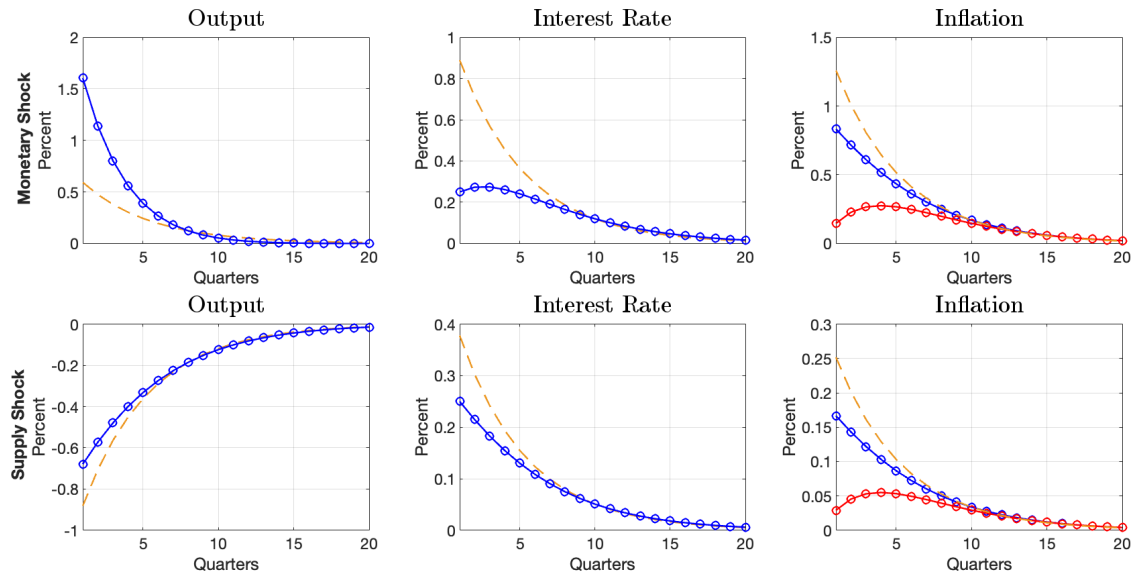 Output
Interest Rate
Inflation
Monetary Shock
Percent
2
1.5
1
0.5
0
5 10 15 20
Quarters
Percent
1
0.8
0.6
0.4
0.2
0
5 10 15 20
Quarters
Percent
1.5
1
0.5
0
5 10 15 20
Quarters
Output
Interest Rate
Inflation
Supply Shock
Percent
0
-0.2
-0.4
-0.6
-0.8
-1
5 10 15 20
Quarters
Percent
0.4
0.3
0.2
0.1
0
5 10 15 20
Quarters
Percent
0.3
0.25
0.2
0.15
0.1
0.05
0
5 10 15 20
Quarters